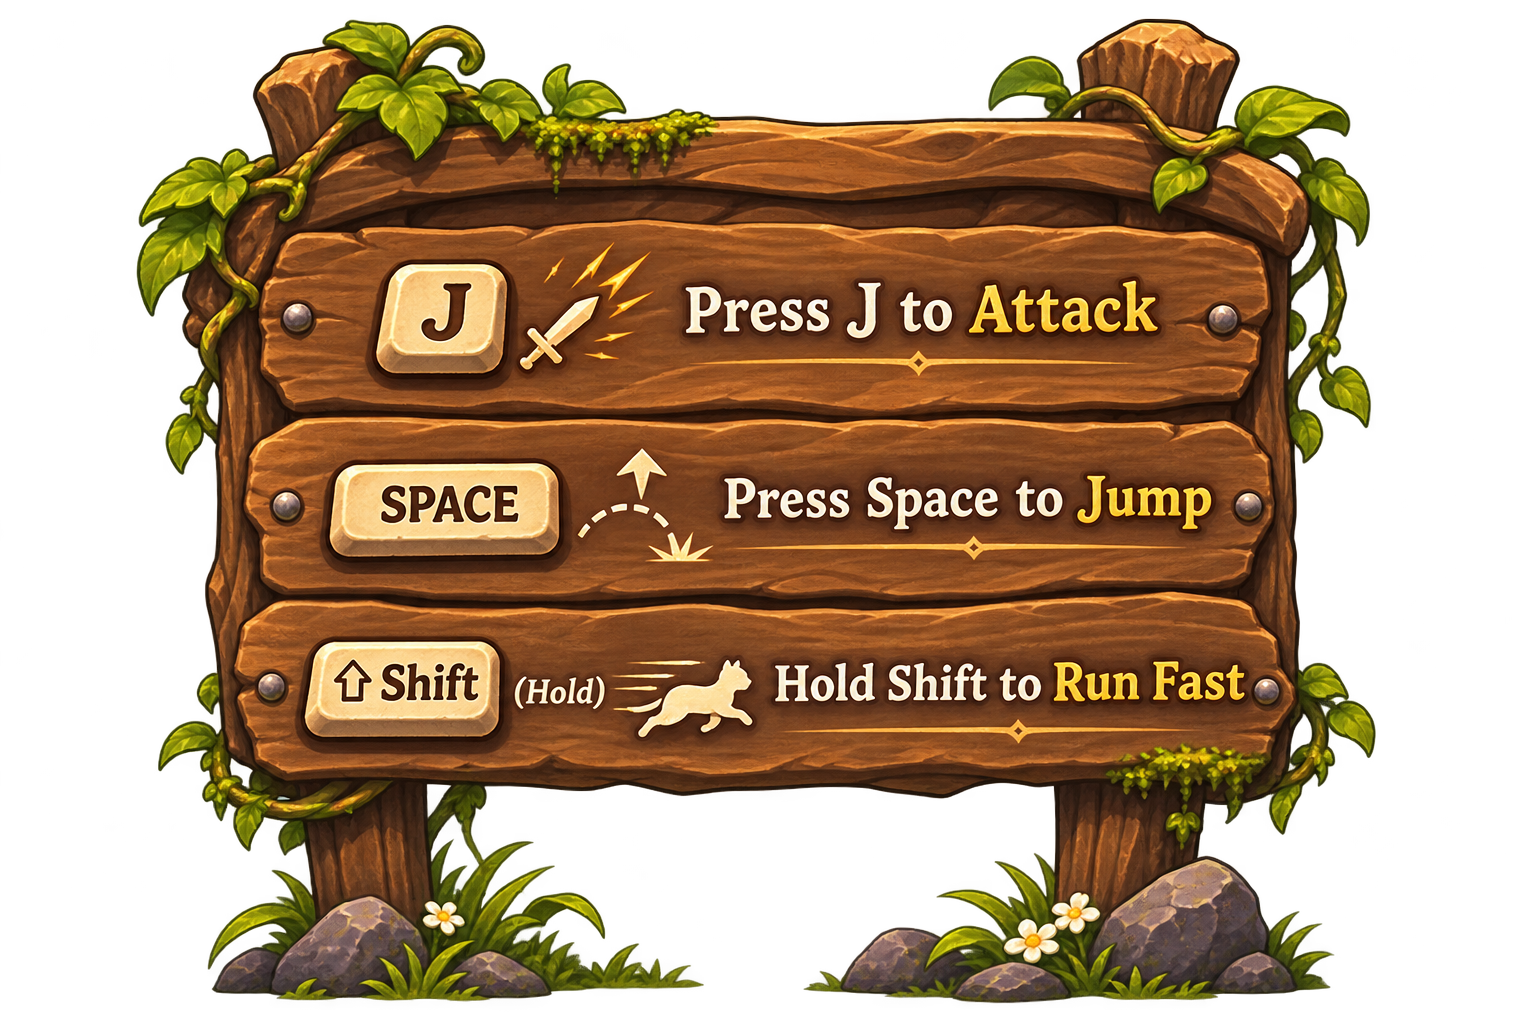 J Press J to Attack
SPACE Press Space to Jump
Shift (Hold) Hold Shift to Run Fast